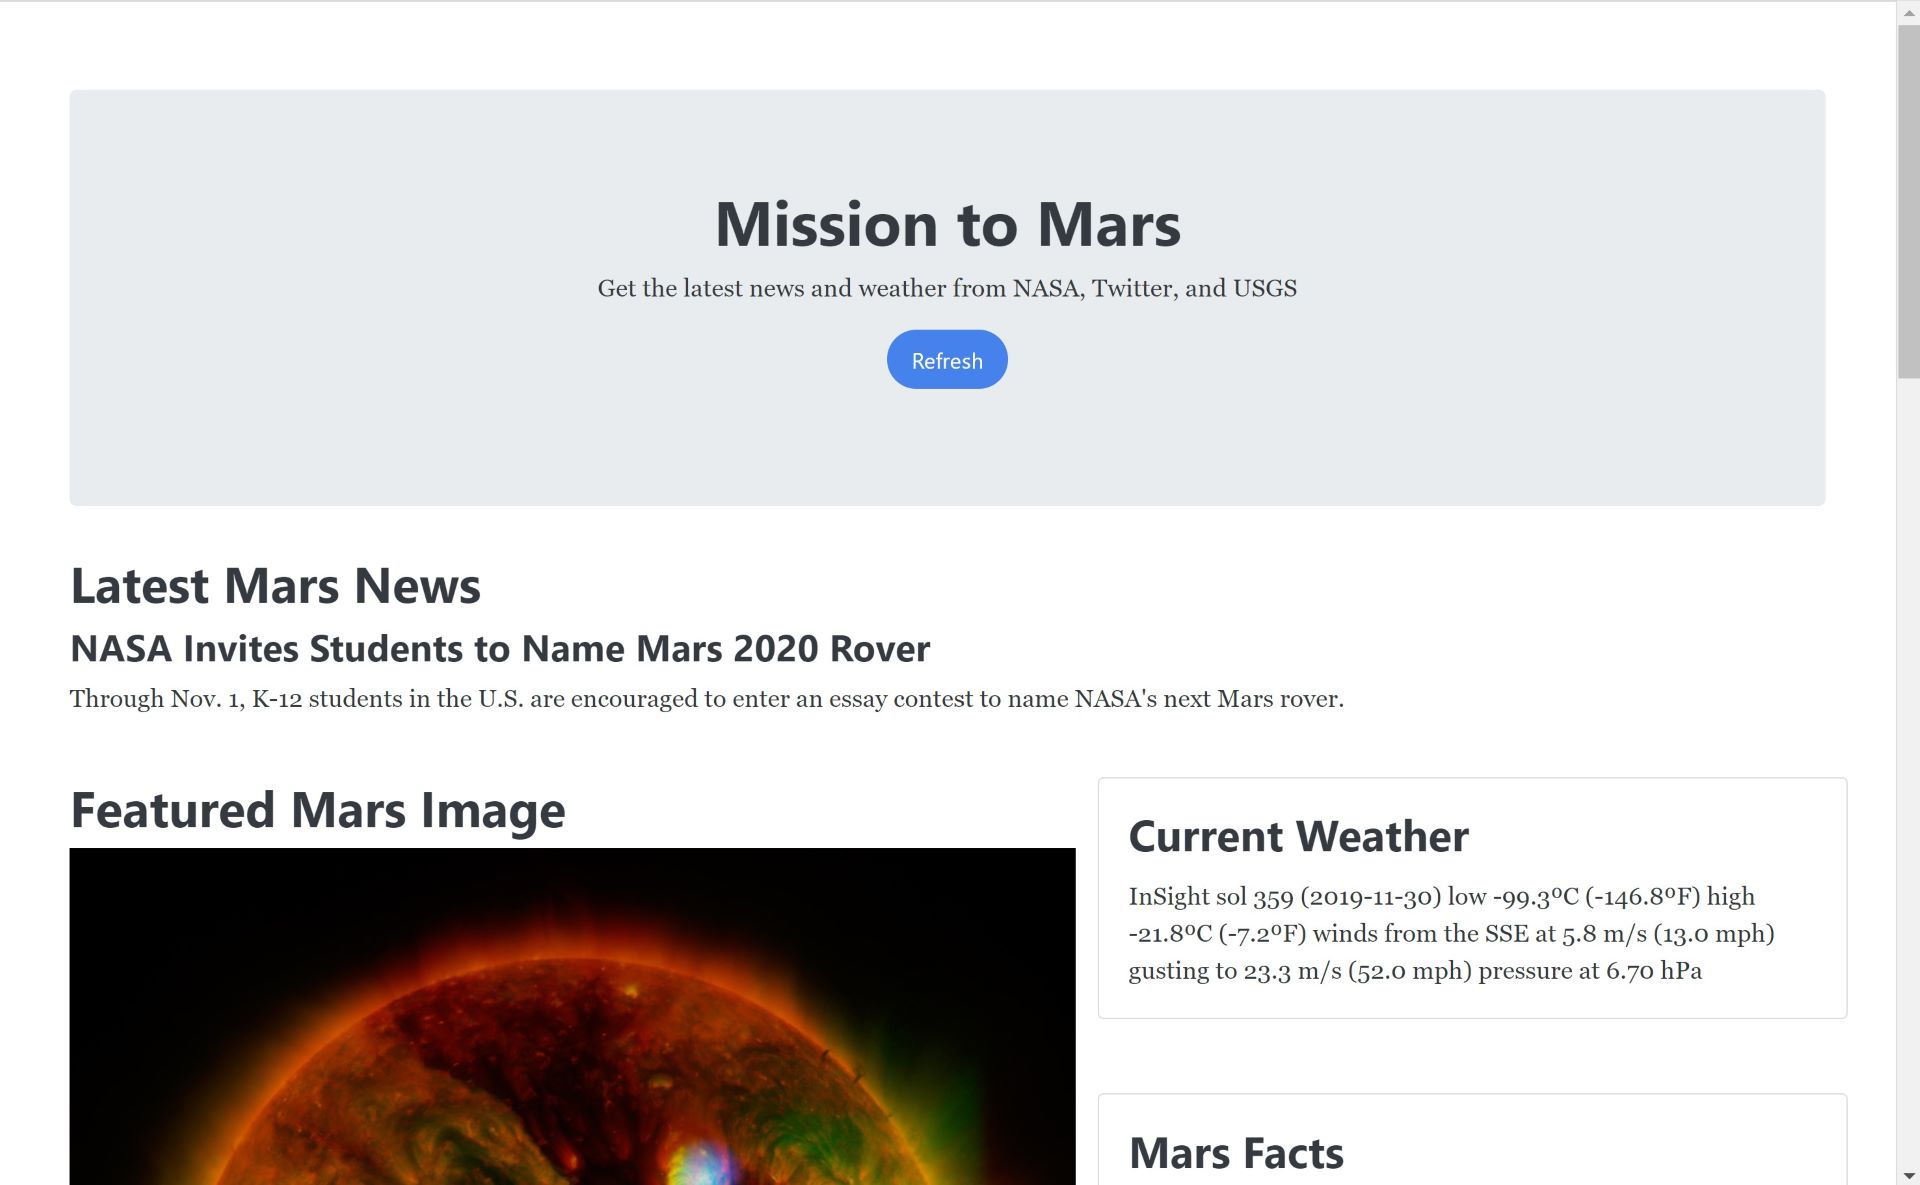 Mission to Mars
Get the latest news and weather from NASA, Twitter, and USGS
Refresh
Latest Mars News
NASA Invites Students to Name Mars 2020 Rover
Through Nov. 1, K-12 students in the U.S. are encouraged to enter an essay contest to name NASA's next Mars rover.
Featured Mars Image
Current Weather
InSight sol 359 (2019-11-30) low -99.3ºC (-146.8ºF) high
-21.8ºC (-7.2ºF) winds from the SSE at 5.8 m/s (13.0 mph)
gusting to 23.3 m/s (52.0 mph) pressure at 6.70 hPa
Mars Facts